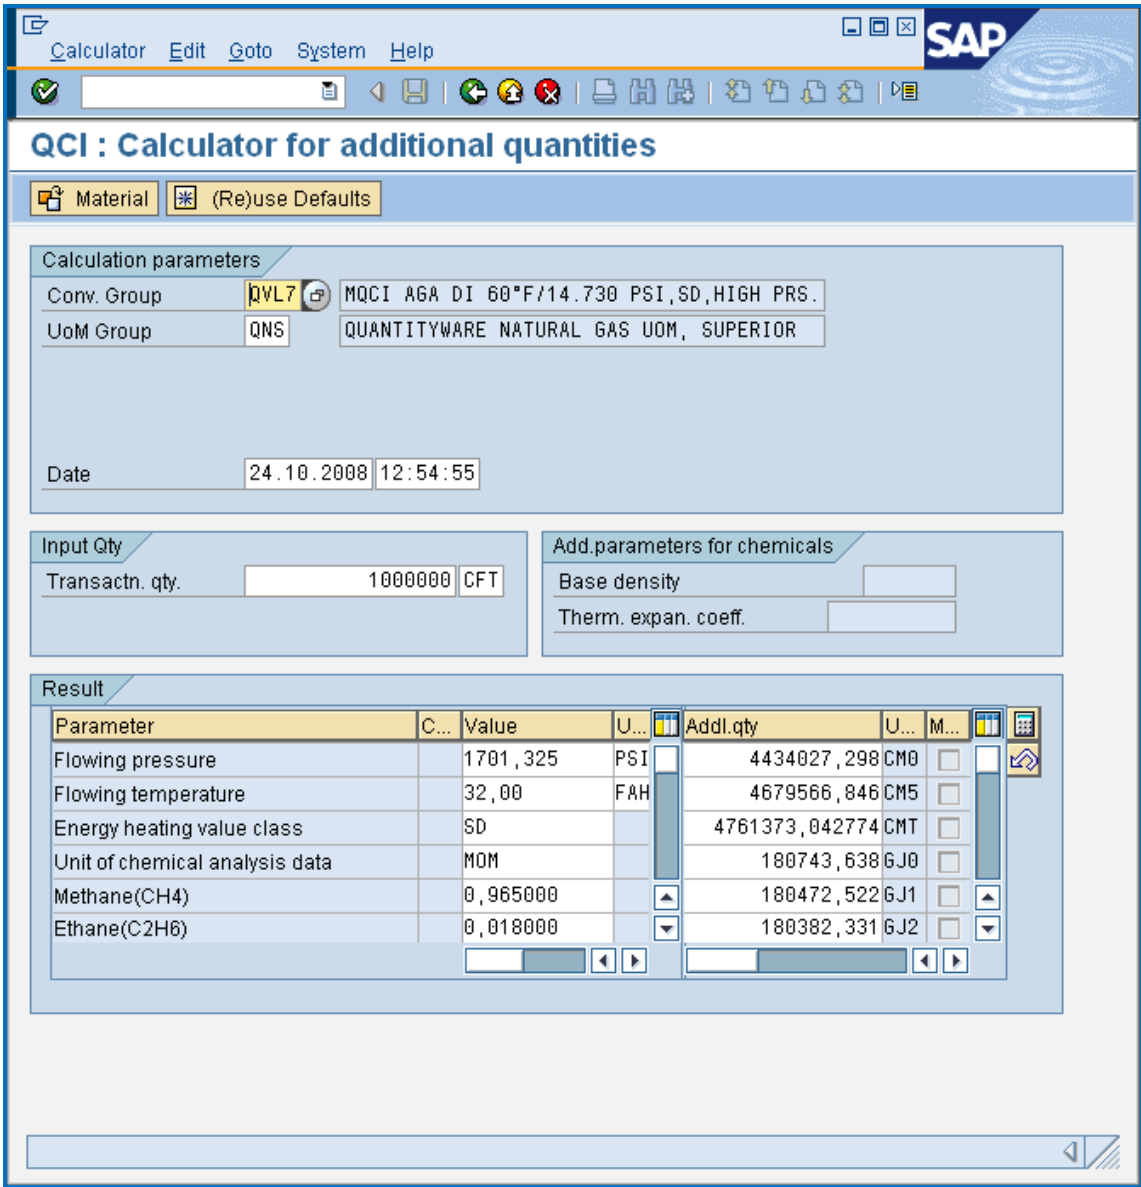 Calculator Edit Goto System Help
SAP
QCI : Calculator for additional quantities
Material (Re)use Defaults
Calculation parameters
Conv. Group QVL7 MQCI AGA DI 60°F/14.730 PSI,SD,HIGH PRS.
UoM Group QNS QUANTITYWARE NATURAL GAS UOM, SUPERIOR
Date 24.10.2008 12:54:55
Input Qty Add.parameters for chemicals
Transactn. qty. 1000000 CFT Base density
Therm. expan. coeff.
Result
Parameter C... Value U... Addl.qty U... M...
Flowing pressure 1701,325 PSI 4434027,298 CM0
Flowing temperature 32,00 FAH 4679566,846 CM5
Energy heating value class SD 4761373,042774 CMT
Unit of chemical analysis data MOM 180743,638 GJ0
Methane(CH4) 0,965000 180472,522 GJ1
Ethane(C2H6) 0,018000 180382,331 GJ2